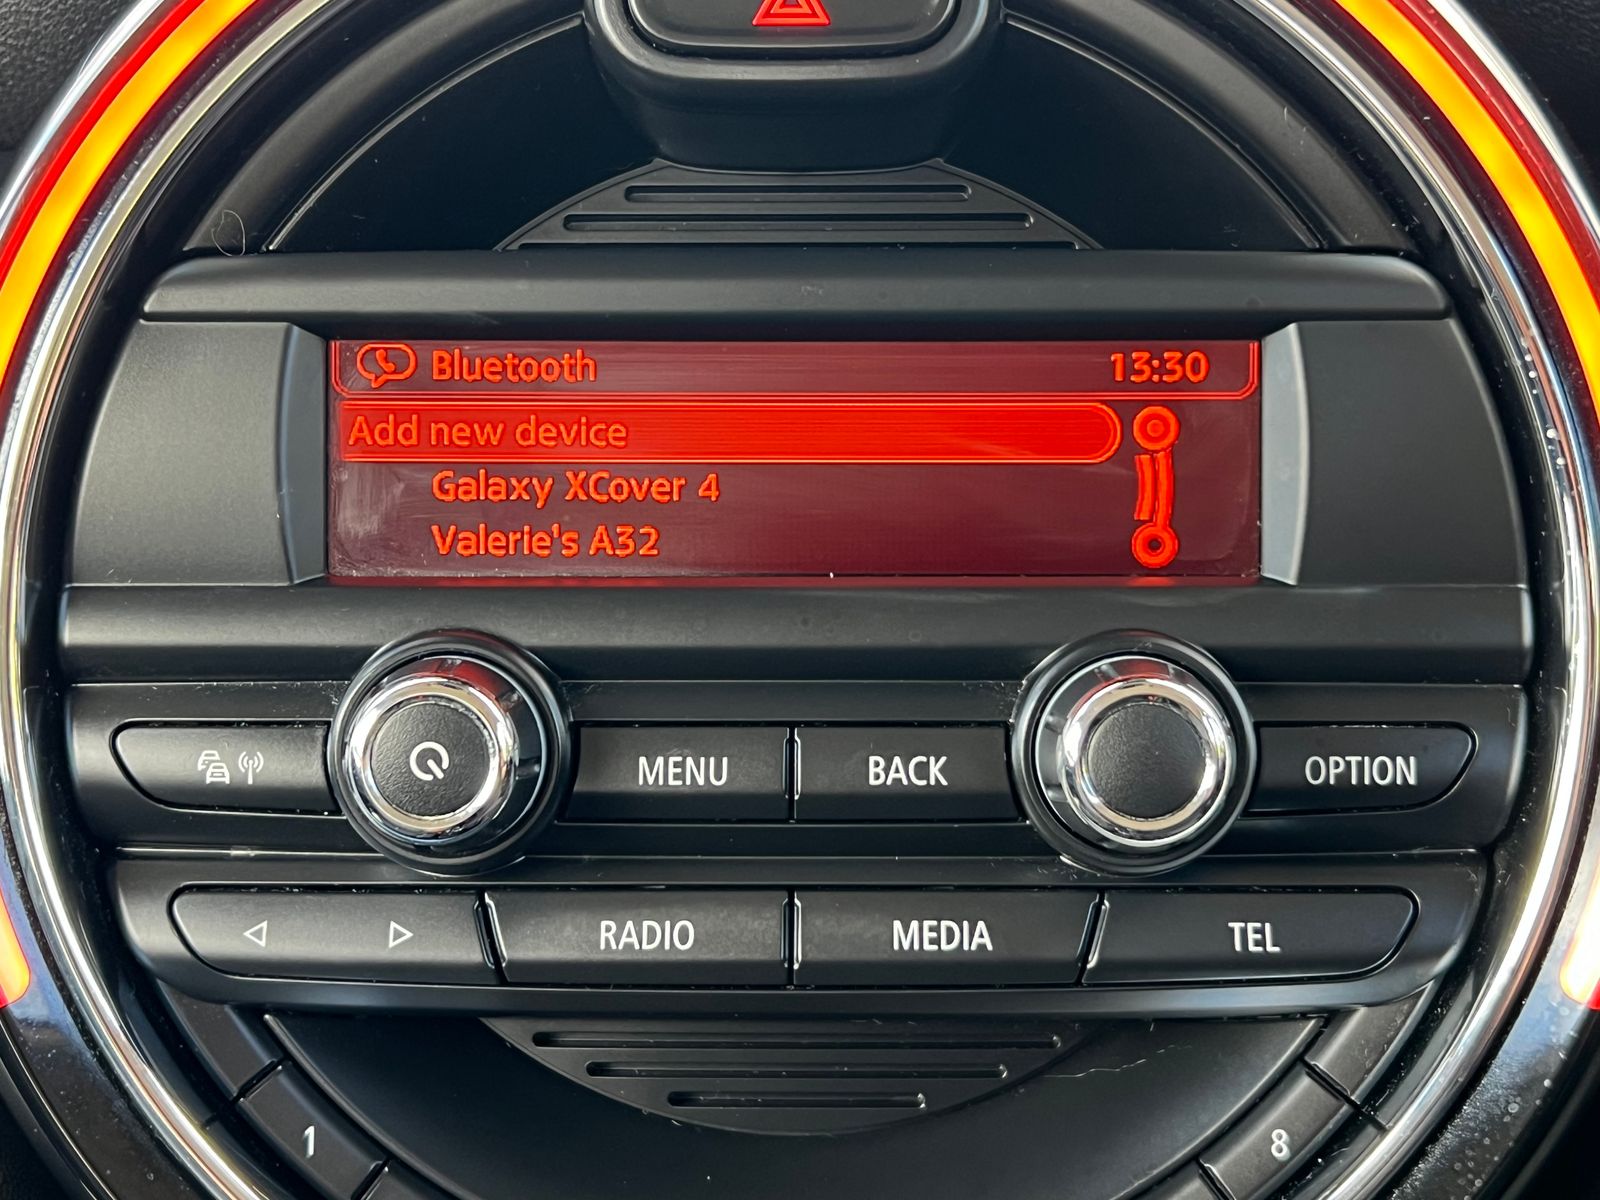 Bluetooth 13:30
Add new device
Galaxy XCover 4
Valerie's A32
MENU BACK OPTION
RADIO MEDIA TEL
1 8